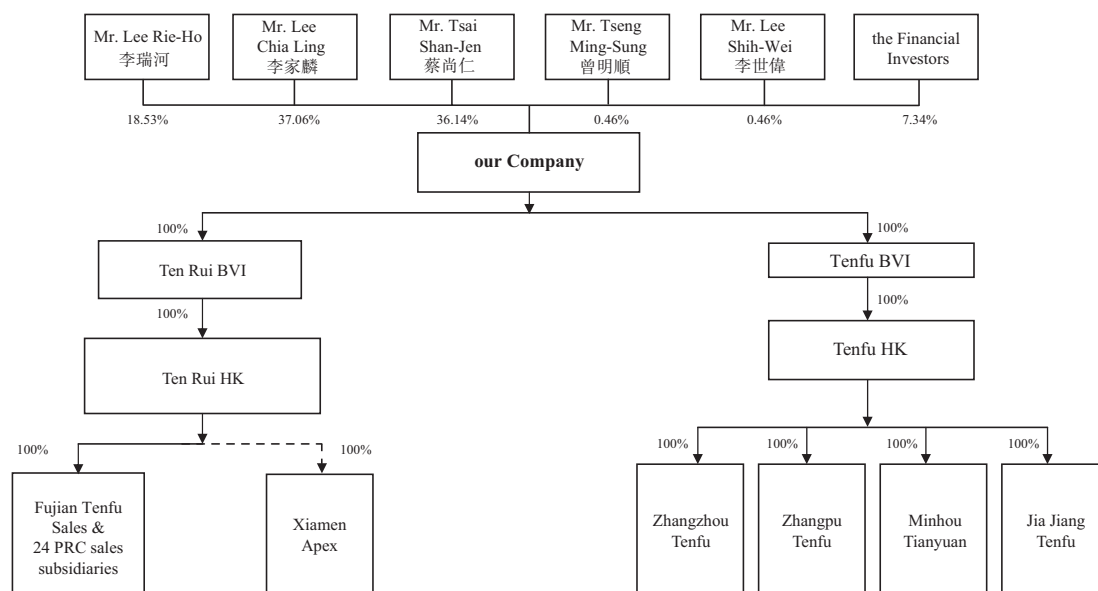 Mr. Lee Rie-Ho
李瑞河
Mr. Lee
Chia Ling
李家麟
Mr. Tsai
Shan-Jen
蔡尚仁
Mr. Tseng
Ming-Sung
曾明順
Mr. Lee
Shih-Wei
李世偉
the Financial
Investors
18.53%
37.06%
36.14%
0.46%
0.46%
7.34%
our Company
100%
100%
Ten Rui BVI
Tenfu BVI
100%
100%
Ten Rui HK
Tenfu HK
100%
100%
100%
100%
100%
100%
Fujian Tenfu
Sales &
24 PRC sales
subsidiaries
Xiamen
Apex
Zhangzhou
Tenfu
Zhangpu
Tenfu
Minhou
Tianyuan
Jia Jiang
Tenfu